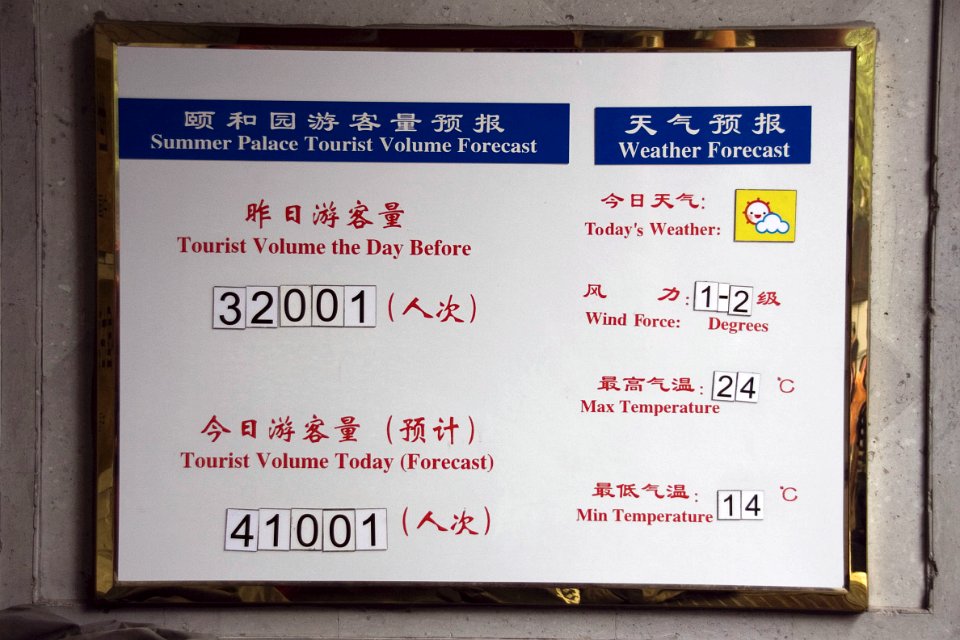 颐和园游客量预报
Summer Palace Tourist Volume Forecast
昨日游客量
Tourist Volume the Day Before
32001 (人次)
今日游客量 (预计)
Tourist Volume Today (Forecast)
41001 (人次)
天气预报
Weather Forecast
今日天气:
Today's Weather:
风 力: 1-2 级
Wind Force: Degrees
最高气温: 24 ℃
Max Temperature
最低气温: 14 ℃
Min Temperature